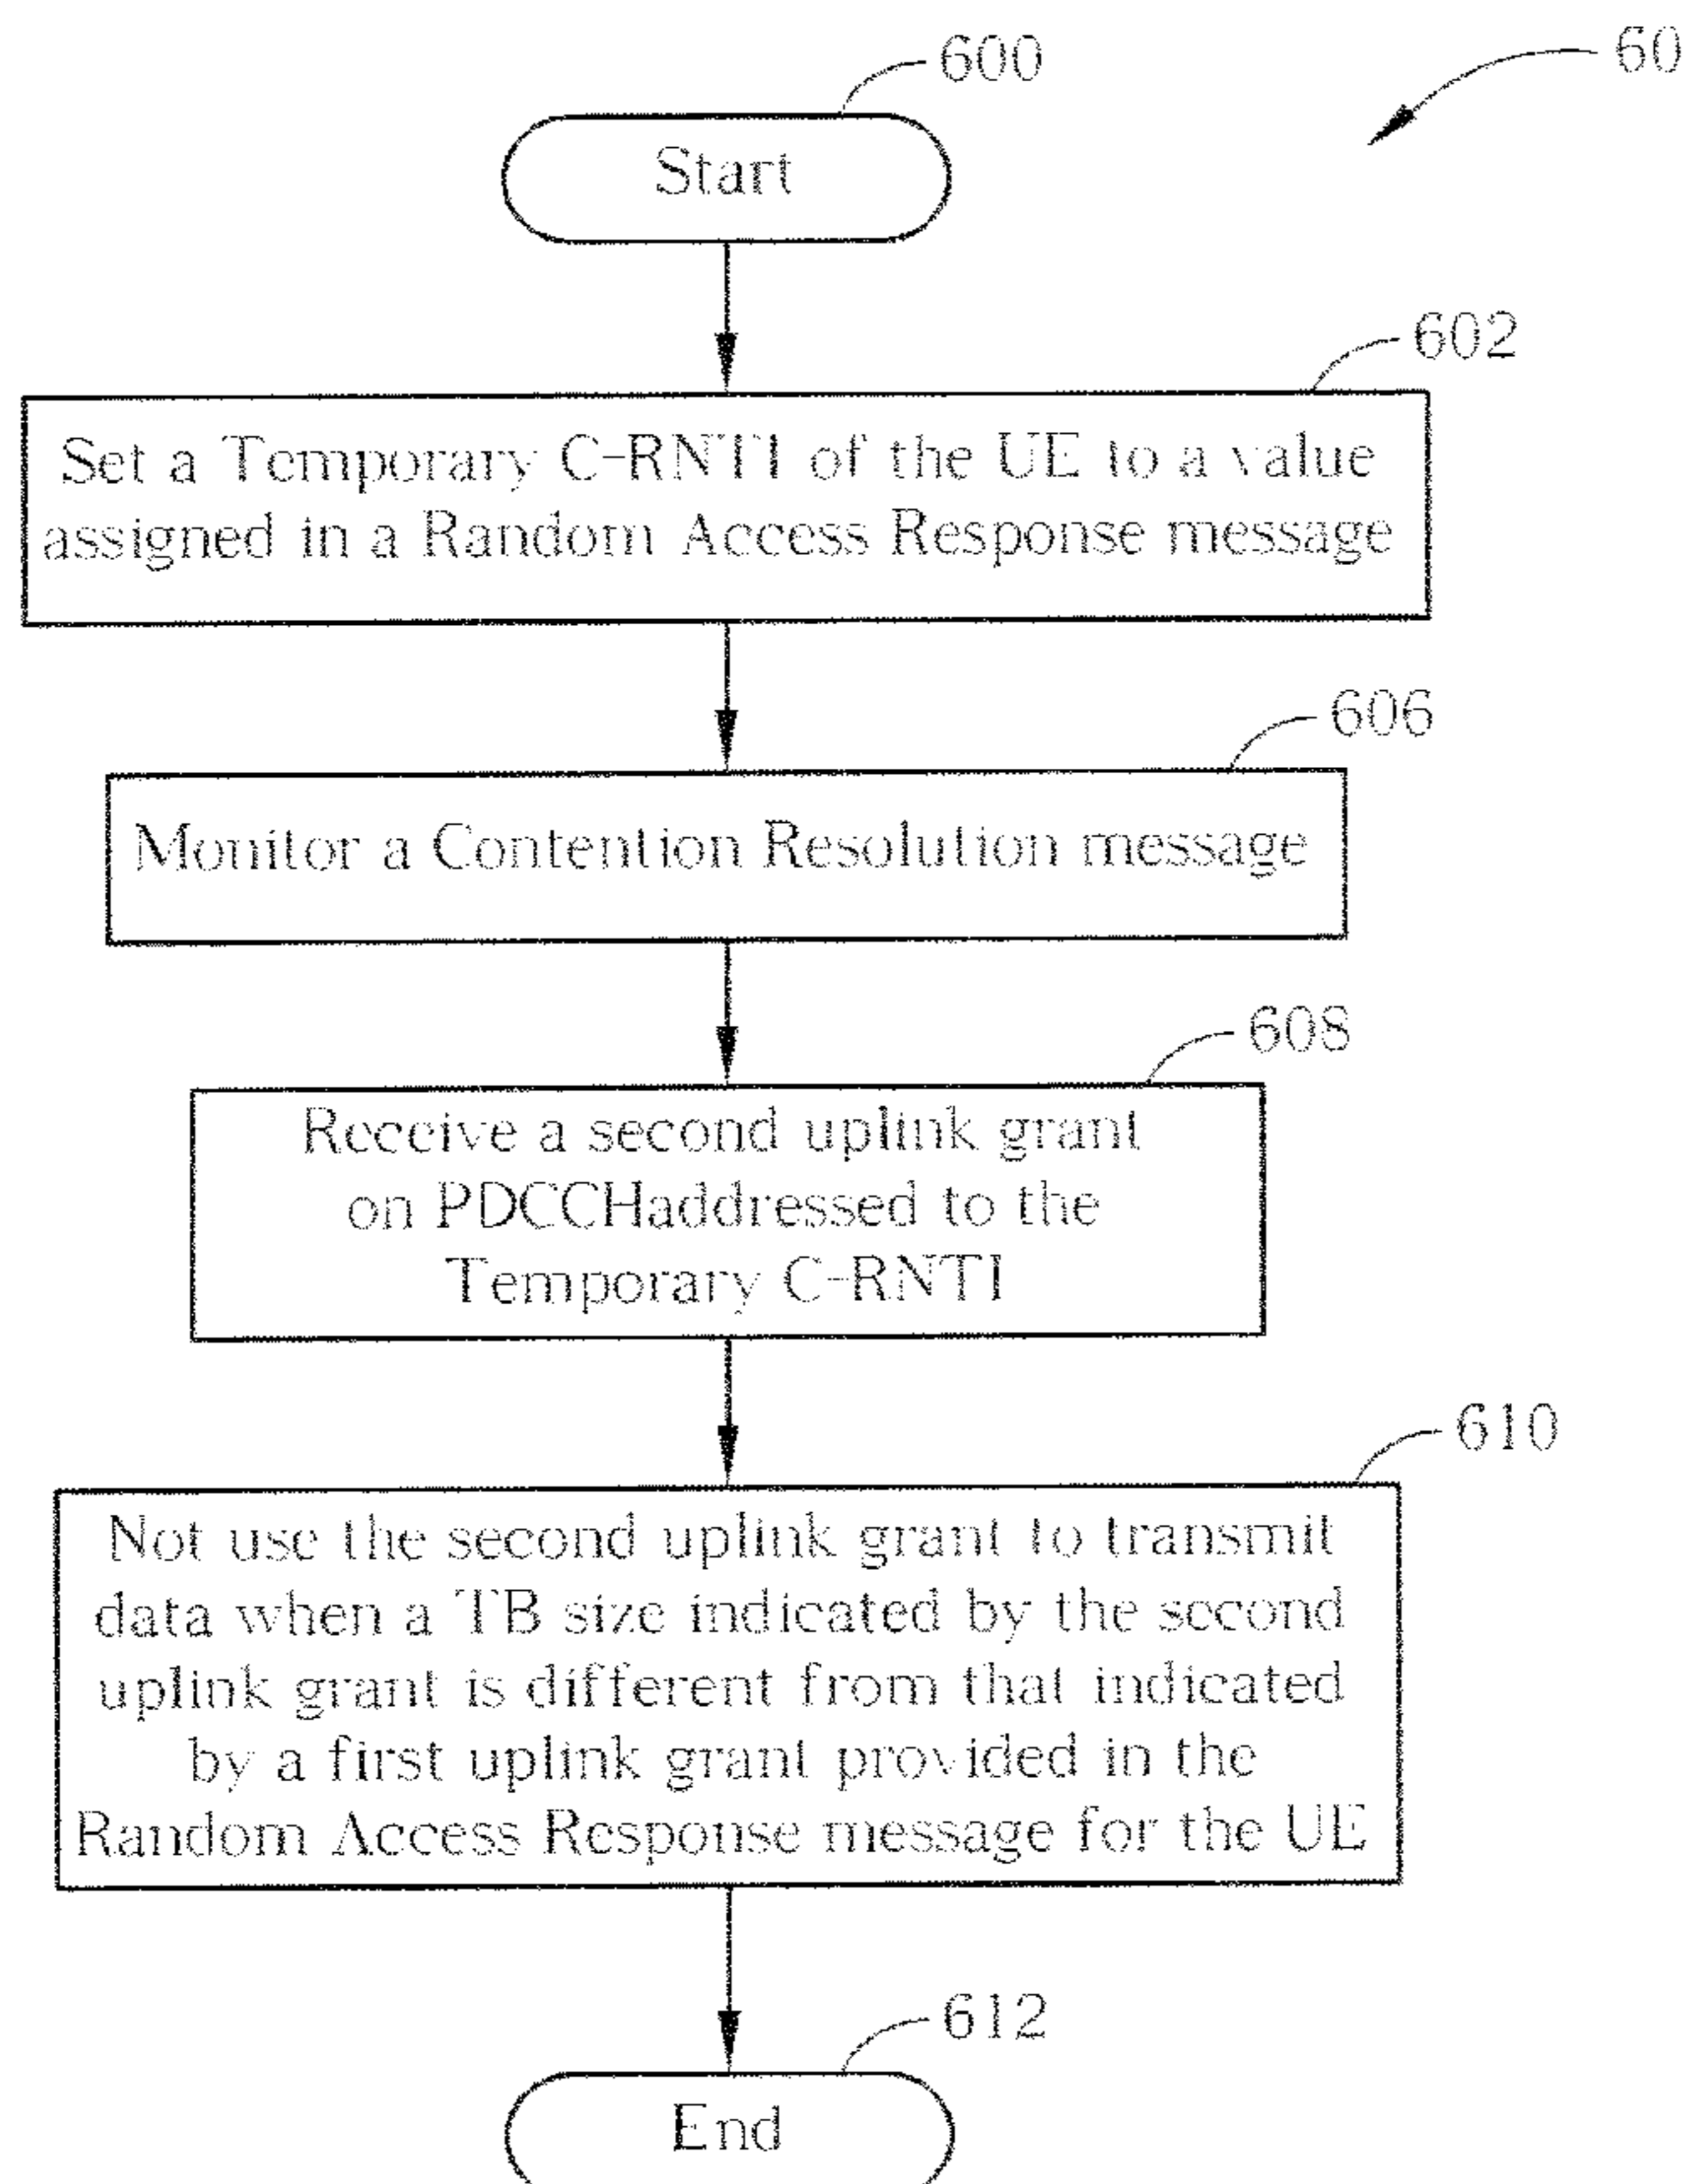 600
60
Start
602
Set a Temporary C-RNTI of the UE to a value
assigned in a Random Access Response message
606
Monitor a Contention Resolution message
608
Receive a second uplink grant
on PDCCHaddressed to the
Temporary C-RNTI
610
Not use the second uplink grant to transmit
data when a TB size indicated by the second
uplink grant is different from that indicated
by a first uplink grant provided in the
Random Access Response message for the UE
612
End